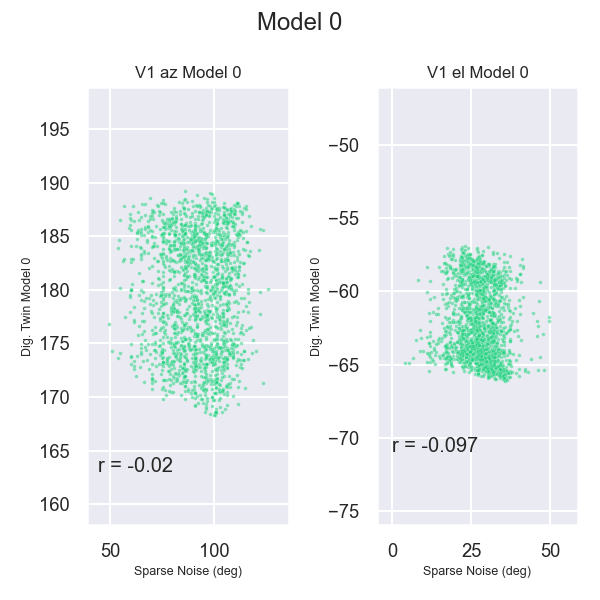 Model 0
V1 az Model 0
V1 el Model 0
195
190
185
180
175
170
165
160
Dig. Twin Model 0
r = -0.02
50
100
Sparse Noise (deg)
−50
−55
−60
−65
−70
−75
Dig. Twin Model 0
r = -0.097
0
25
50
Sparse Noise (deg)